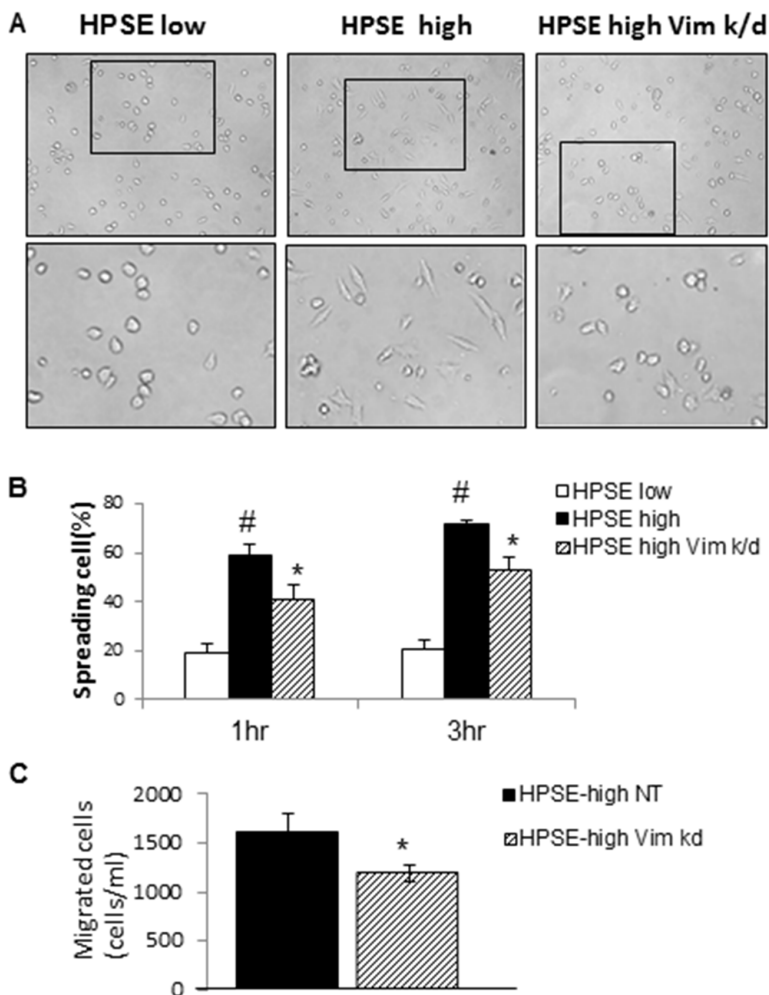 A
HPSE low
HPSE high
HPSE high Vim k/d
B
Spreading cell(%)
80
60
40
20
0
#
*
#
*
1hr
3hr
HPSE low
HPSE high
HPSE high Vim k/d
C
Migrated cells
(cells/ml)
2000
1500
1000
500
0
*
HPSE-high NT
HPSE-high Vim kd